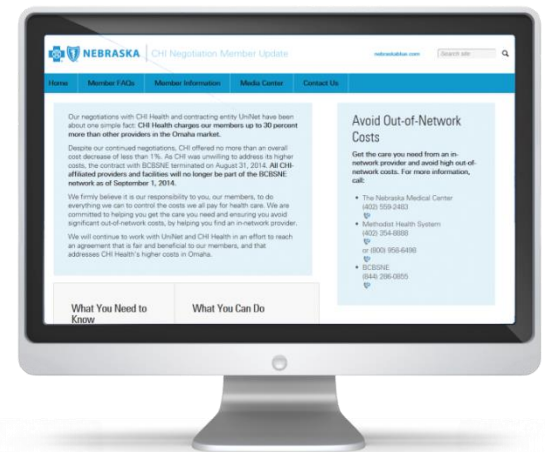 NEBRASKA CHI Negotiation Member Update
nebraskablue.com
Search site
Home Member FAQs Member Information Media Center Contact Us
Our negotiations with CHI Health and contracting entity UniNet have been
about one simple fact: CHI Health charges our members up to 30 percent
more than other providers in the Omaha market.
Despite our continued negotiations, CHI offered no more than an overall
cost decrease of less than 1%. As CHI was unwilling to address its higher
costs, the contract with BCBSNE terminated on August 31, 2014. All CHI-
affiliated providers and facilities will no longer be part of the BCBSNE
network as of September 1, 2014.
We firmly believe it is our responsibility to you, our members, to do
everything we can to control the costs we all pay for health care. We are
committed to helping you get the care you need and ensuring you avoid
significant out-of-network costs, by helping you find an in-network provider.
We will continue to work with UniNet and CHI Health in an effort to reach
an agreement that is fair and beneficial to our members, and that
addresses CHI Health's higher costs in Omaha.
What You Need to
Know
What You Can Do
Avoid Out-of-Network
Costs
Get the care you need from an in-
network provider and avoid high out-of-
network costs. For more information,
call:
• The Nebraska Medical Center
(402) 559-2483
• Methodist Health System
(402) 354-8888
or (800) 956-6498
• BCBSNE
(844) 286-0855